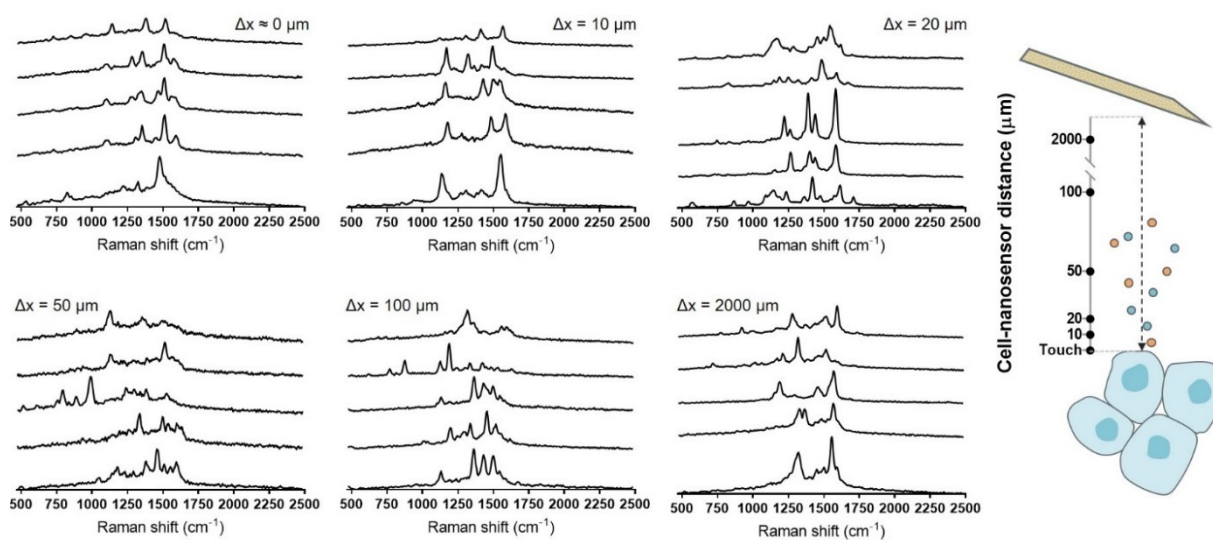 Δx ≈ 0 μm
500 750 1000 1250 1500 1750 2000 2250 2500
Raman shift (cm⁻¹)
Δx = 10 μm
500 750 1000 1250 1500 1750 2000 2250 2500
Raman shift (cm⁻¹)
Δx = 20 μm
500 750 1000 1250 1500 1750 2000 2250 2500
Raman shift (cm⁻¹)
Δx = 50 μm
500 750 1000 1250 1500 1750 2000 2250 2500
Raman shift (cm⁻¹)
Δx = 100 μm
500 750 1000 1250 1500 1750 2000 2250 2500
Raman shift (cm⁻¹)
Δx = 2000 μm
500 750 1000 1250 1500 1750 2000 2250 2500
Raman shift (cm⁻¹)
Cell-nanosensor distance (μm)
2000
100
50
20
10
Touch